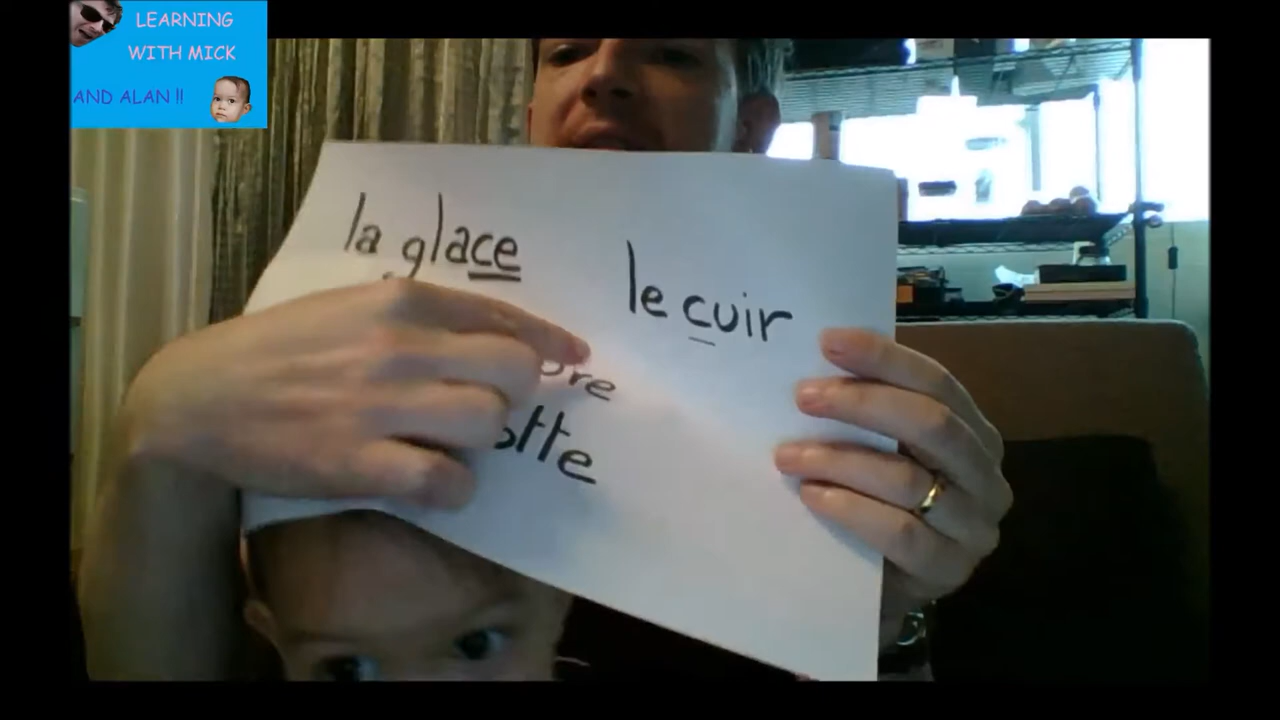 LEARNING
WITH MICK
AND ALAN !!
la glace
le cuir